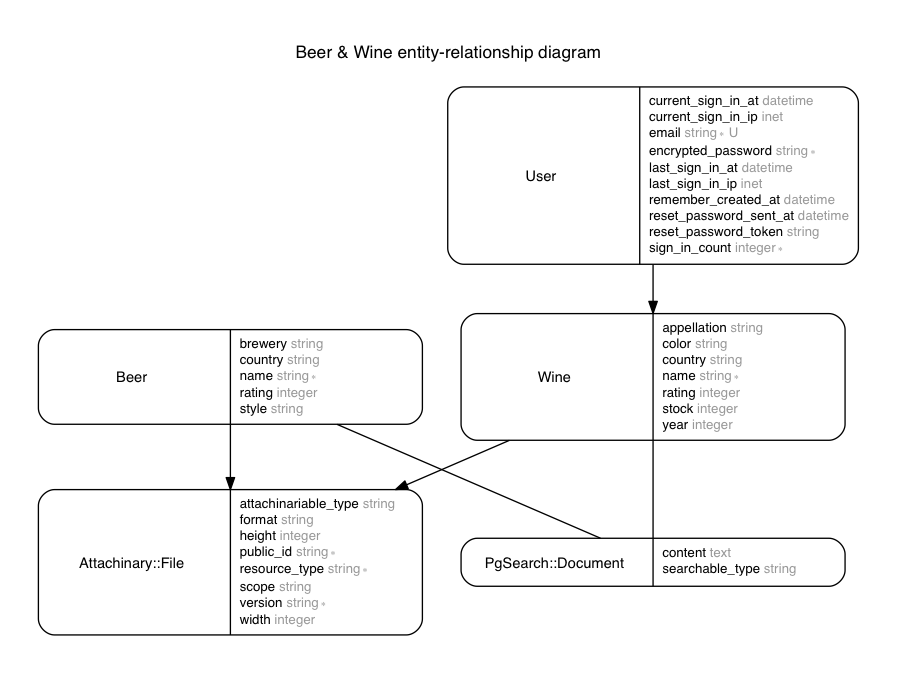 Beer & Wine entity-relationship diagram
User
current_sign_in_at datetime
current_sign_in_ip inet
email string * U
encrypted_password string *
last_sign_in_at datetime
last_sign_in_ip inet
remember_created_at datetime
reset_password_sent_at datetime
reset_password_token string
sign_in_count integer *
Beer
brewery string
country string
name string *
rating integer
style string
Wine
appellation string
color string
country string
name string *
rating integer
stock integer
year integer
Attachinary::File
attachinariable_type string
format string
height integer
public_id string *
resource_type string *
scope string
version string *
width integer
PgSearch::Document
content text
searchable_type string